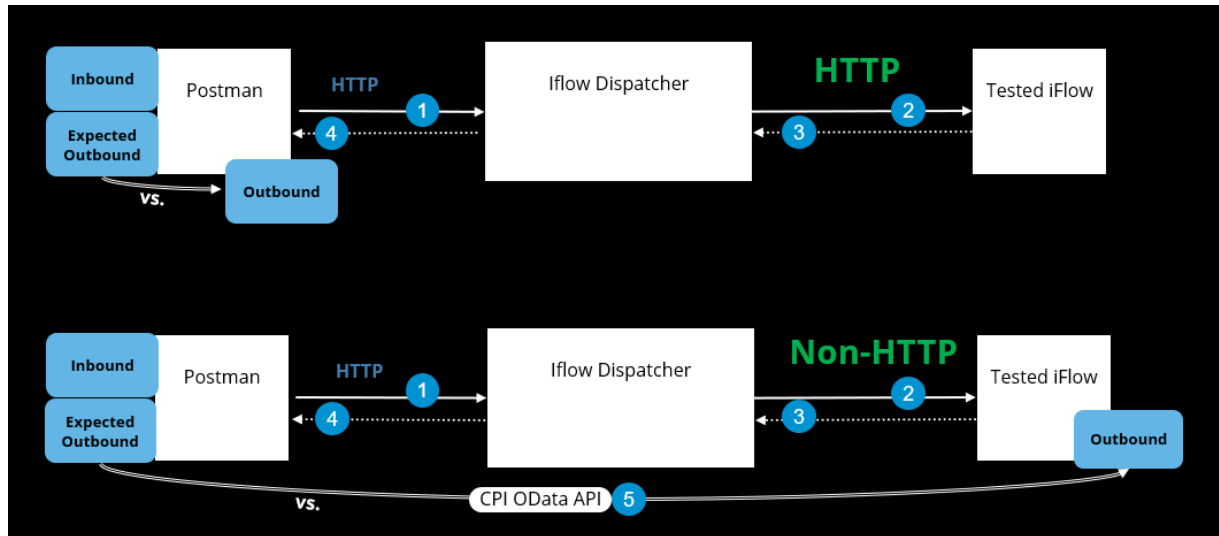 Inbound
Postman
HTTP
Iflow Dispatcher
HTTP
Tested iFlow
1
2
Expected
Outbound
4
3
vs.
Outbound
Inbound
Postman
HTTP
Iflow Dispatcher
Non-HTTP
Tested iFlow
1
2
Expected
Outbound
4
3
Outbound
vs.
CPI OData API
5